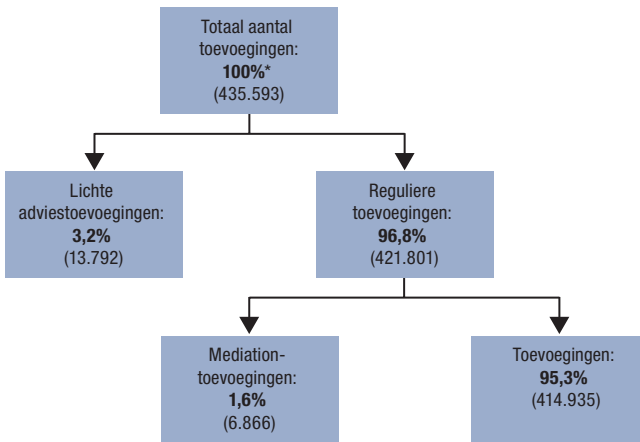 Totaal aantal
toevoegingen:
100%*
(435.593)
Lichte
adviestoevoegingen:
3,2%
(13.792)
Reguliere
toevoegingen:
96,8%
(421.801)
Mediation-
toevoegingen:
1,6%
(6.866)
Toevoegingen:
95,3%
(414.935)